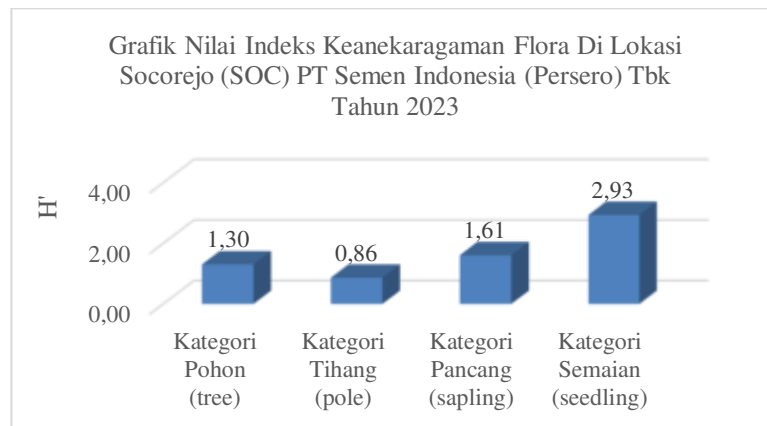 Grafik Nilai Indeks Keanekaragaman Flora Di Lokasi
Socorejo (SOC) PT Semen Indonesia (Persero) Tbk
Tahun 2023
H'
4,00
2,00
0,00
1,30
0,86
1,61
2,93
Kategori
Pohon
(tree)
Kategori
Tihang
(pole)
Kategori
Pancang
(sapling)
Kategori
Semaian
(seedling)